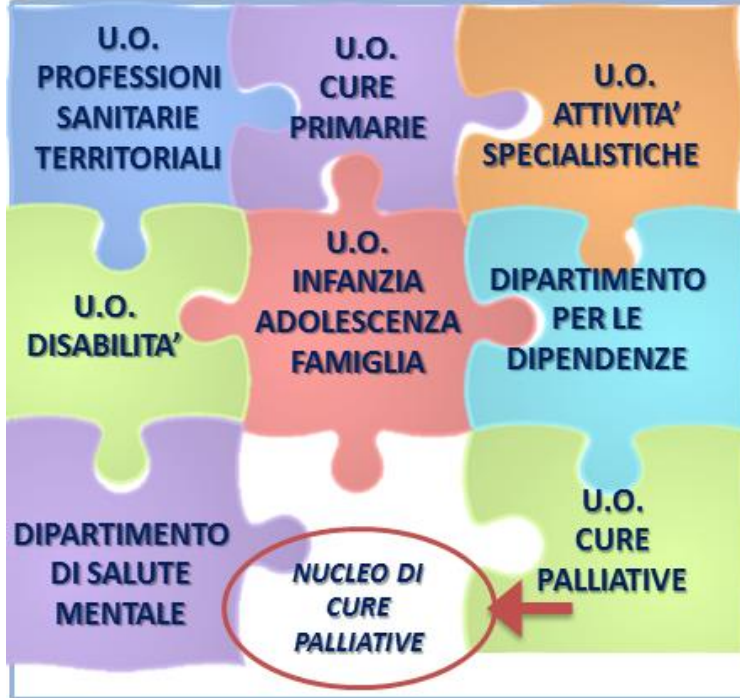 U.O.
PROFESSIONI
SANITARIE
TERRITORIALI
U.O.
CURE
PRIMARIE
U.O.
ATTIVITA'
SPECIALISTICHE
U.O.
DISABILITA'
U.O.
INFANZIA
ADOLESCENZA
FAMIGLIA
DIPARTIMENTO
PER LE
DIPENDENZE
DIPARTIMENTO
DI SALUTE
MENTALE
NUCLEO DI
CURE
PALLIATIVE
U.O.
CURE
PALLIATIVE